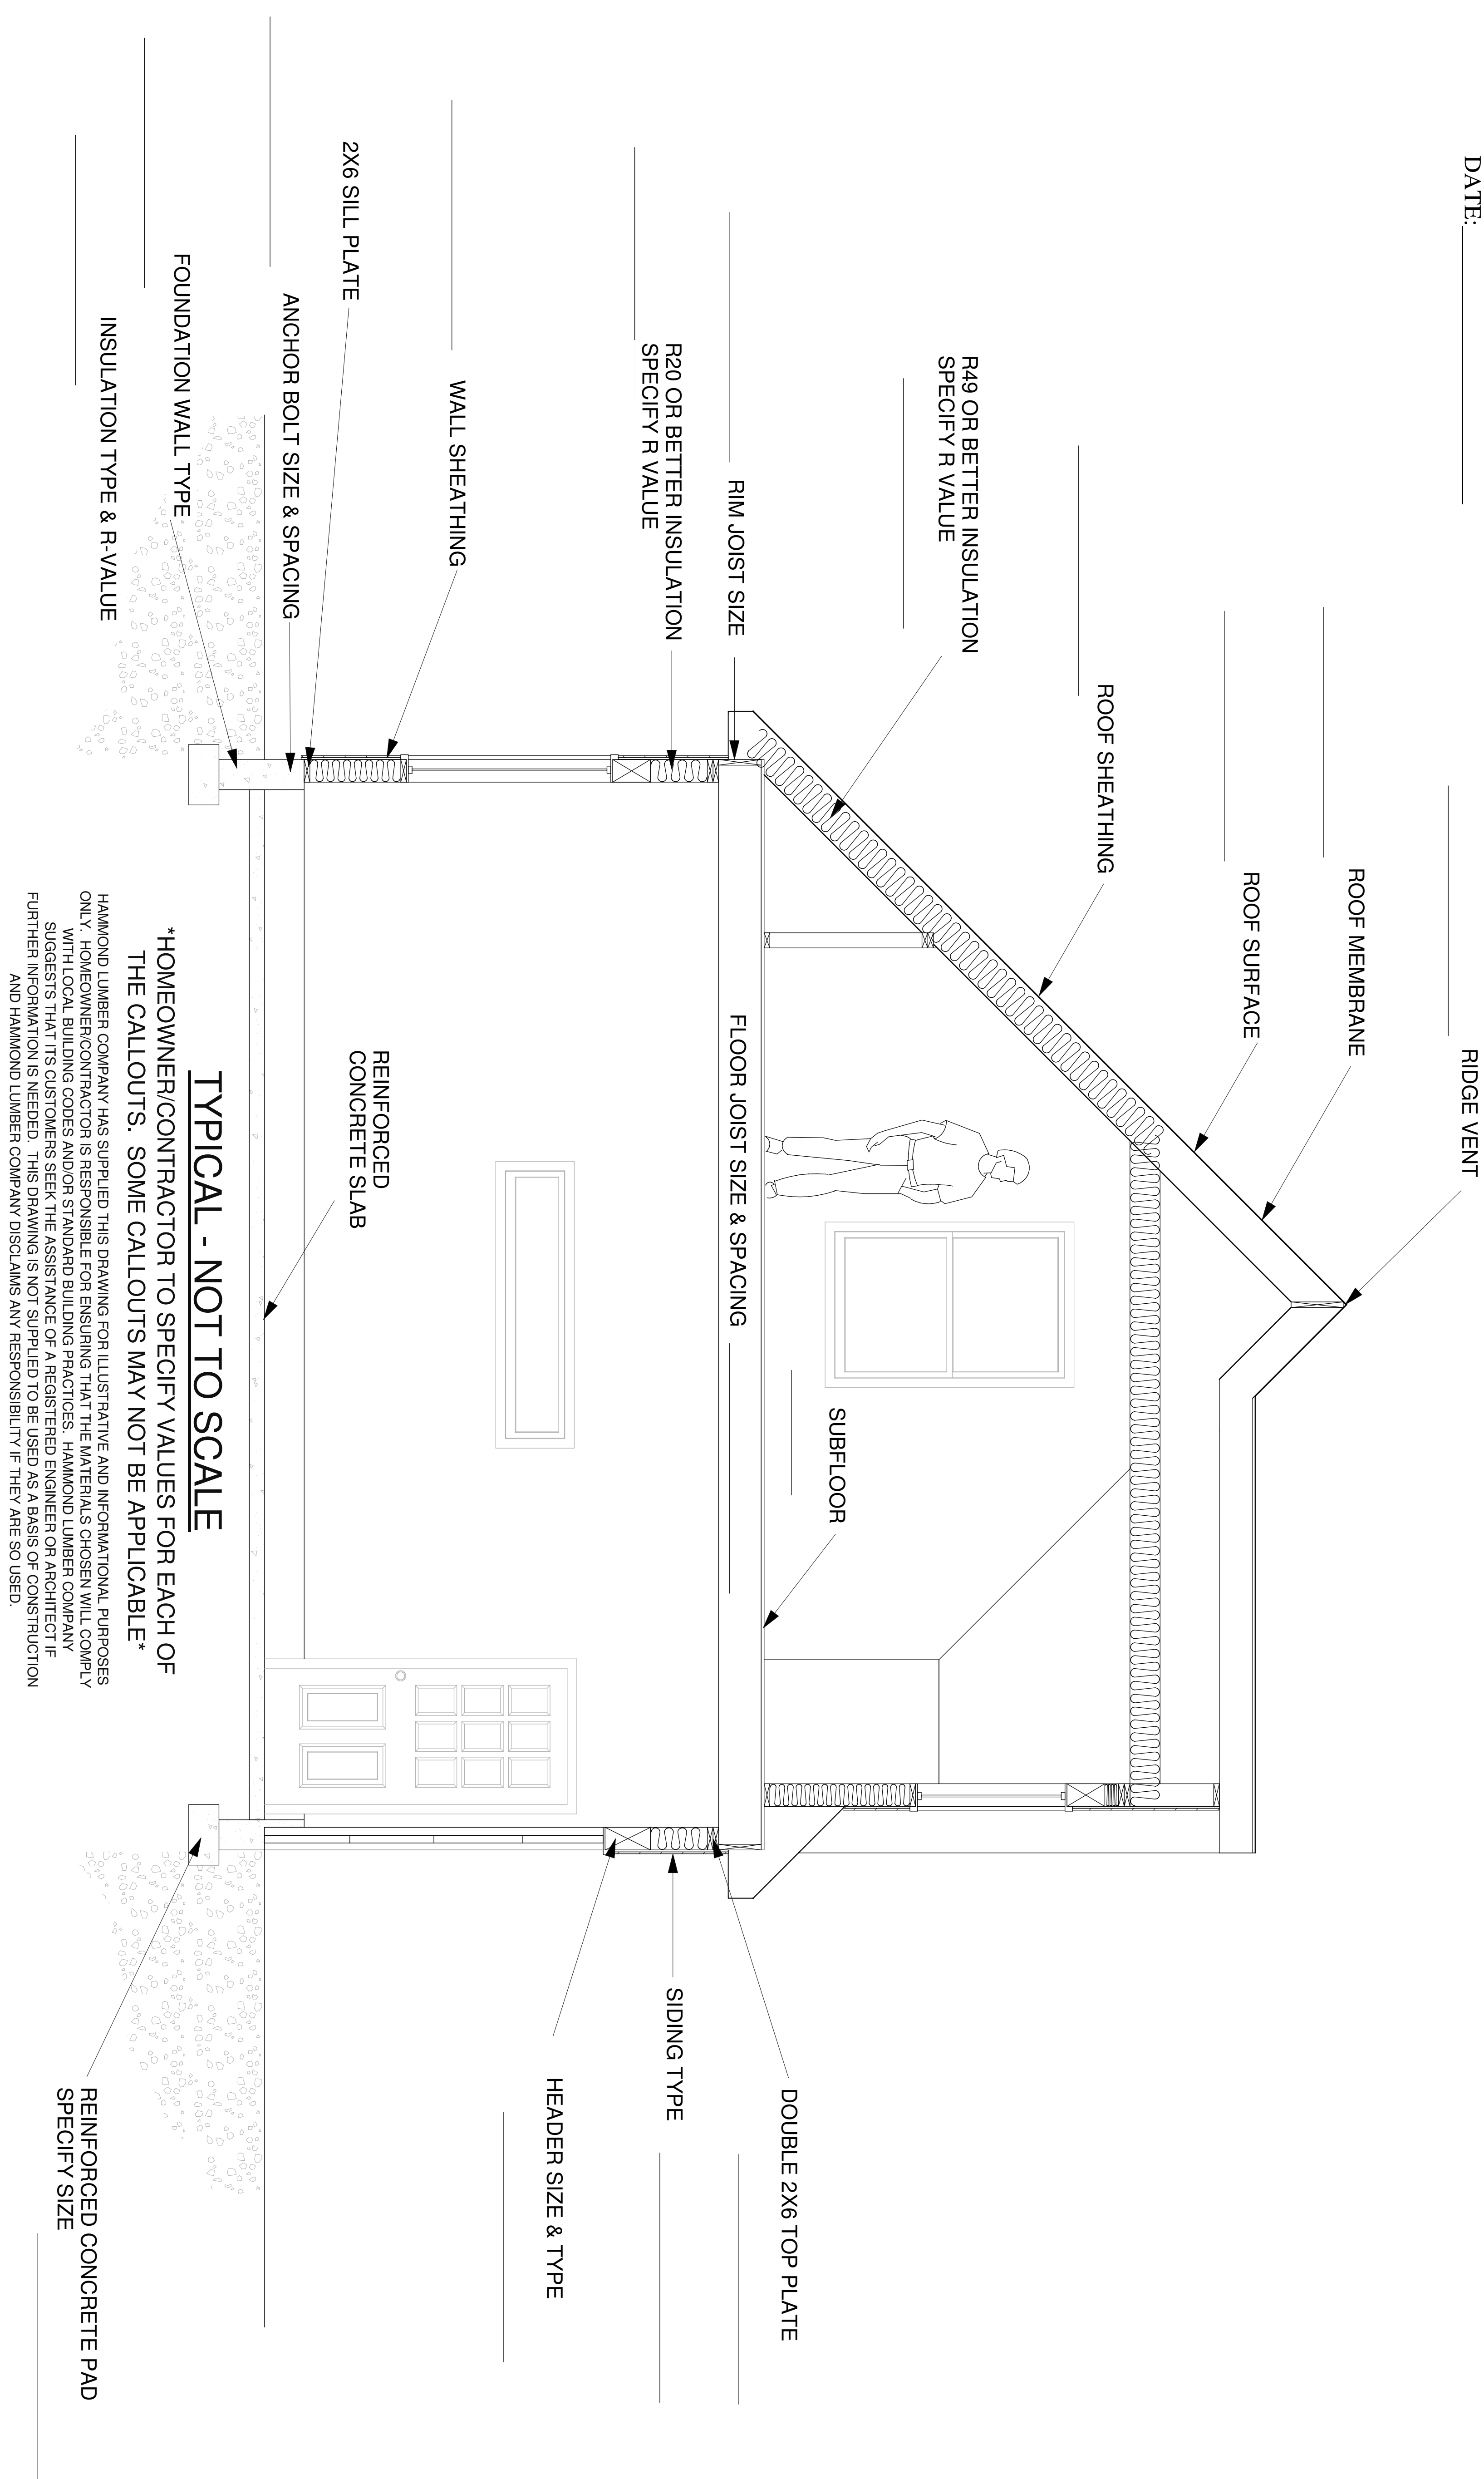 DATE:
RIDGE VENT
ROOF MEMBRANE
ROOF SURFACE
ROOF SHEATHING
R49 OR BETTER INSULATION
SPECIFY R VALUE
RIM JOIST SIZE
R20 OR BETTER INSULATION
SPECIFY R VALUE
WALL SHEATHING
2X6 SILL PLATE
ANCHOR BOLT SIZE & SPACING
FOUNDATION WALL TYPE
INSULATION TYPE & R-VALUE
SUBFLOOR
FLOOR JOIST SIZE & SPACING
REINFORCED
CONCRETE SLAB
DOUBLE 2X6 TOP PLATE
SIDING TYPE
HEADER SIZE & TYPE
REINFORCED CONCRETE PAD
SPECIFY SIZE
TYPICAL - NOT TO SCALE
*HOMEOWNER/CONTRACTOR TO SPECIFY VALUES FOR EACH OF
THE CALLOUTS. SOME CALLOUTS MAY NOT BE APPLICABLE*
HAMMOND LUMBER COMPANY HAS SUPPLIED THIS DRAWING FOR ILLUSTRATIVE AND INFORMATIONAL PURPOSES
ONLY. HOMEOWNER/CONTRACTOR IS RESPONSIBLE FOR ENSURING THAT THE MATERIALS CHOSEN WILL COMPLY
WITH LOCAL BUILDING CODES AND/OR STANDARD BUILDING PRACTICES. HAMMOND LUMBER COMPANY
SUGGESTS THAT ITS CUSTOMERS SEEK THE ASSISTANCE OF A REGISTERED ENGINEER OR ARCHITECT IF
FURTHER INFORMATION IS NEEDED. THIS DRAWING IS NOT SUPPLIED TO BE USED AS A BASIS OF CONSTRUCTION
AND HAMMOND LUMBER COMPANY DISCLAIMS ANY RESPONSIBILITY IF THEY ARE SO USED.